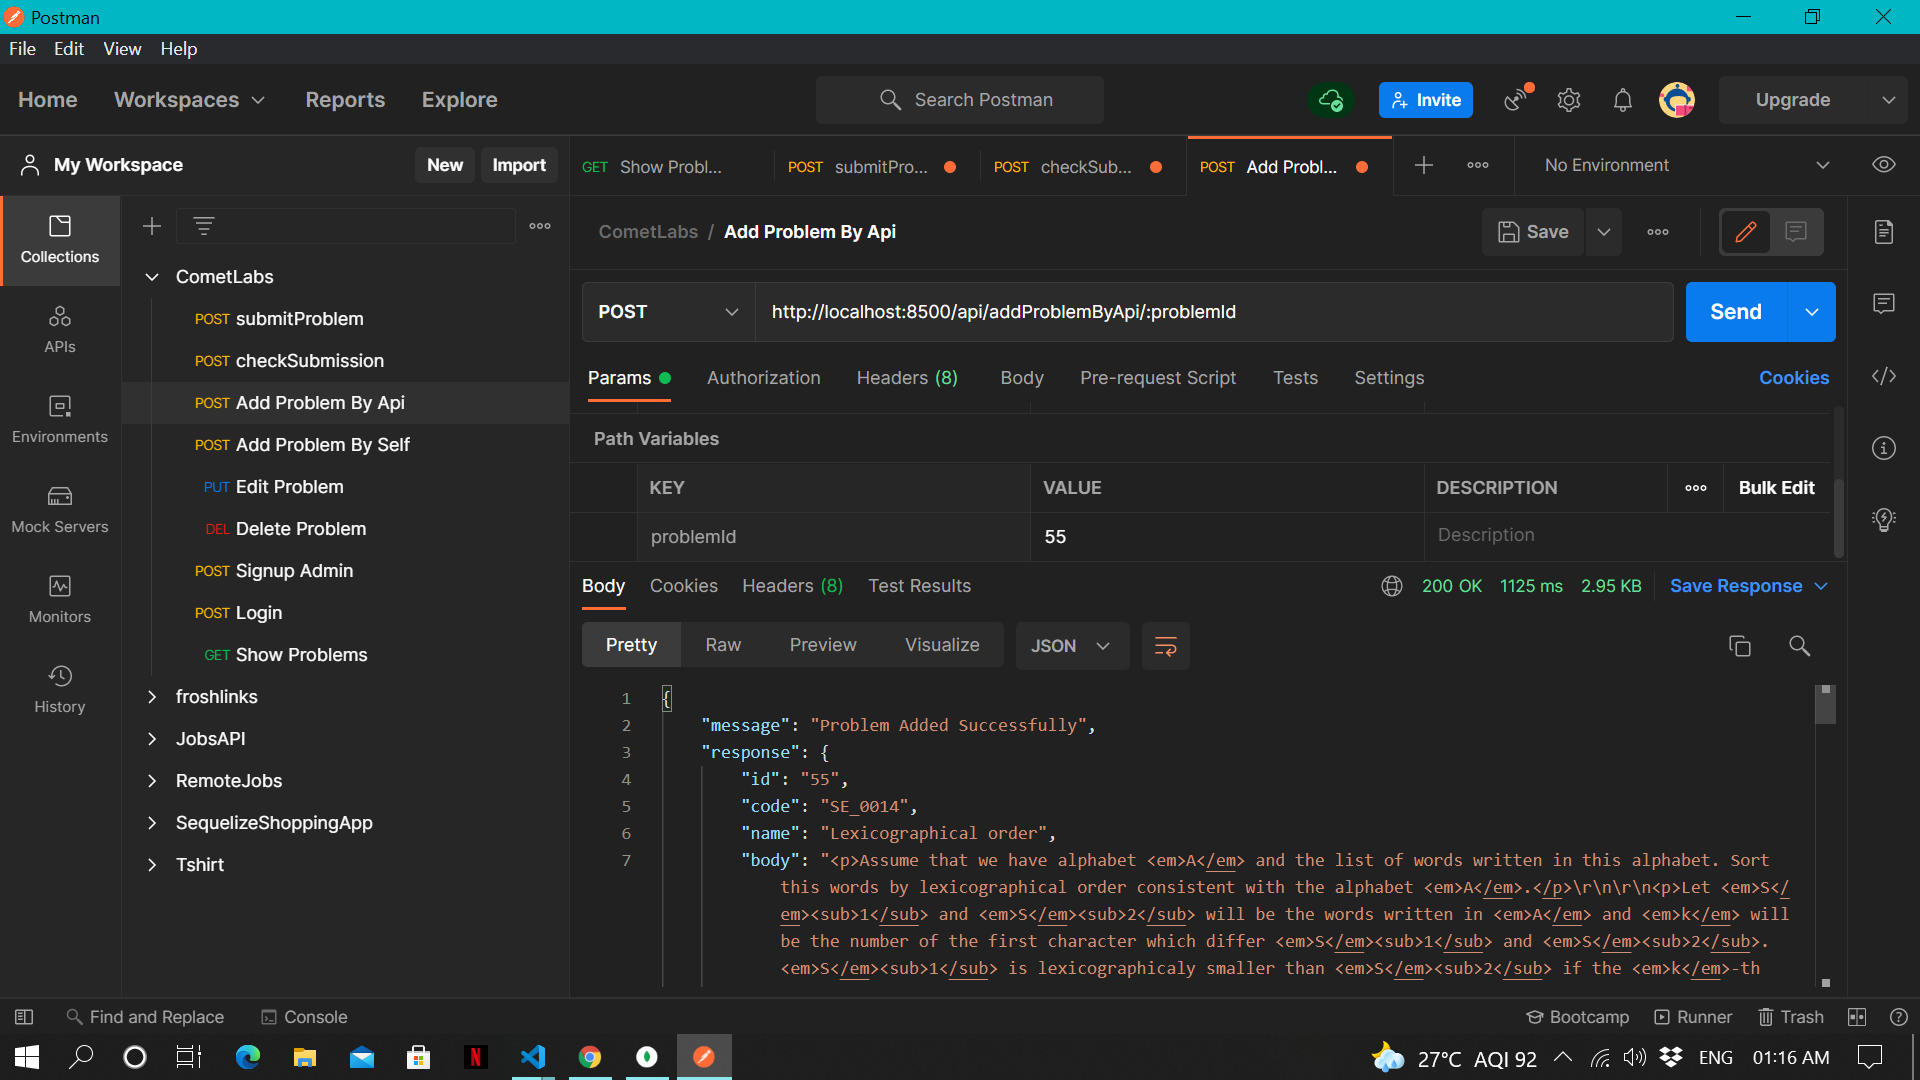 Postman
File Edit View Help
Home Workspaces Reports Explore Search Postman Invite Upgrade
My Workspace New Import
GET Show Probl... POST submitPro... POST checkSub... POST Add Probl... No Environment
Collections
APIs
Environments
Mock Servers
Monitors
History
CometLabs
POST submitProblem
POST checkSubmission
POST Add Problem By Api
POST Add Problem By Self
PUT Edit Problem
DEL Delete Problem
POST Signup Admin
POST Login
GET Show Problems
froshlinks
JobsAPI
RemoteJobs
SequelizeShoppingApp
Tshirt
CometLabs / Add Problem By Api Save
POST http://localhost:8500/api/addProblemByApi/:problemId Send
Params Authorization Headers (8) Body Pre-request Script Tests Settings Cookies
Path Variables
KEY VALUE DESCRIPTION Bulk Edit
problemId 55 Description
Body Cookies Headers (8) Test Results 200 OK 1125 ms 2.95 KB Save Response
Pretty Raw Preview Visualize JSON
1 {
2 "message": "Problem Added Successfully",
3 "response": {
4 "id": "55",
5 "code": "SE_0014",
6 "name": "Lexicographical order",
7 "body": "<p>Assume that we have alphabet <em>A</em> and the list of words written in this alphabet. Sort
this words by lexicographical order consistent with the alphabet <em>A</em>.</p>\r\n\r\n<p>Let <em>S</
em><sub>1</sub> and <em>S</em><sub>2</sub> will be the words written in <em>A</em> and <em>k</em> will
be the number of the first character which differ <em>S</em><sub>1</sub> and <em>S</em><sub>2</sub>.
<em>S</em><sub>1</sub> is lexicographicaly smaller than <em>S</em><sub>2</sub> if the <em>k</em>-th
Find and Replace Console Bootcamp Runner Trash
27°C AQI 92 ENG 01:16 AM